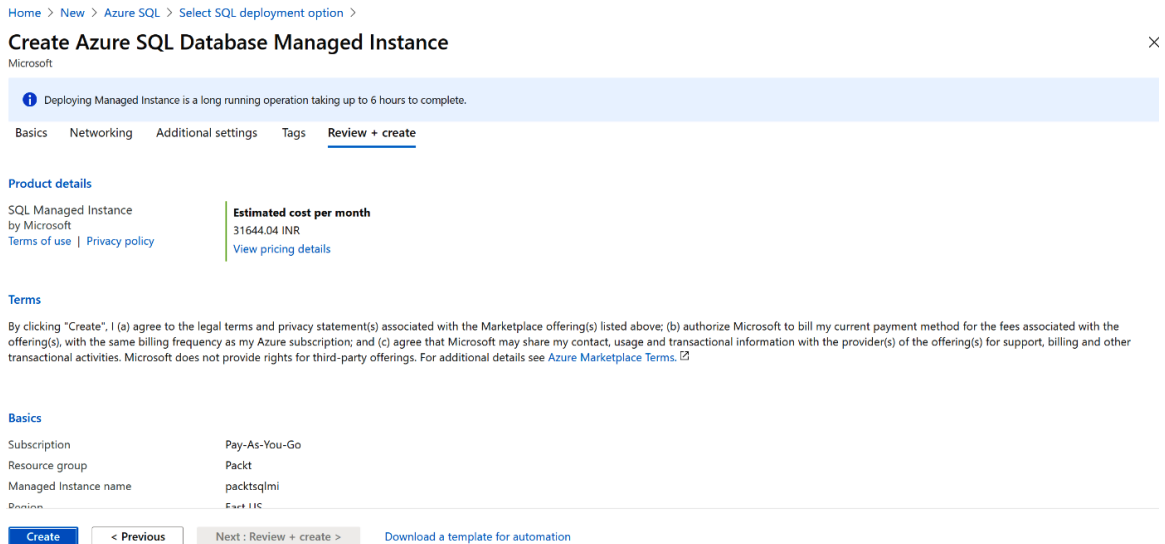 Home > New > Azure SQL > Select SQL deployment option >
Create Azure SQL Database Managed Instance
Microsoft
Deploying Managed Instance is a long running operation taking up to 6 hours to complete.
Basics Networking Additional settings Tags Review + create
Product details
SQL Managed Instance
by Microsoft
Terms of use | Privacy policy
Estimated cost per month
31644.04 INR
View pricing details
Terms
By clicking "Create", I (a) agree to the legal terms and privacy statement(s) associated with the Marketplace offering(s) listed above; (b) authorize Microsoft to bill my current payment method for the fees associated with the
offering(s), with the same billing frequency as my Azure subscription; and (c) agree that Microsoft may share my contact, usage and transactional information with the provider(s) of the offering(s) for support, billing and other
transactional activities. Microsoft does not provide rights for third-party offerings. For additional details see Azure Marketplace Terms.
Basics
Subscription Pay-As-You-Go
Resource group Packt
Managed Instance name packtsqlmi
Region East US
Create < Previous Next : Review + create > Download a template for automation